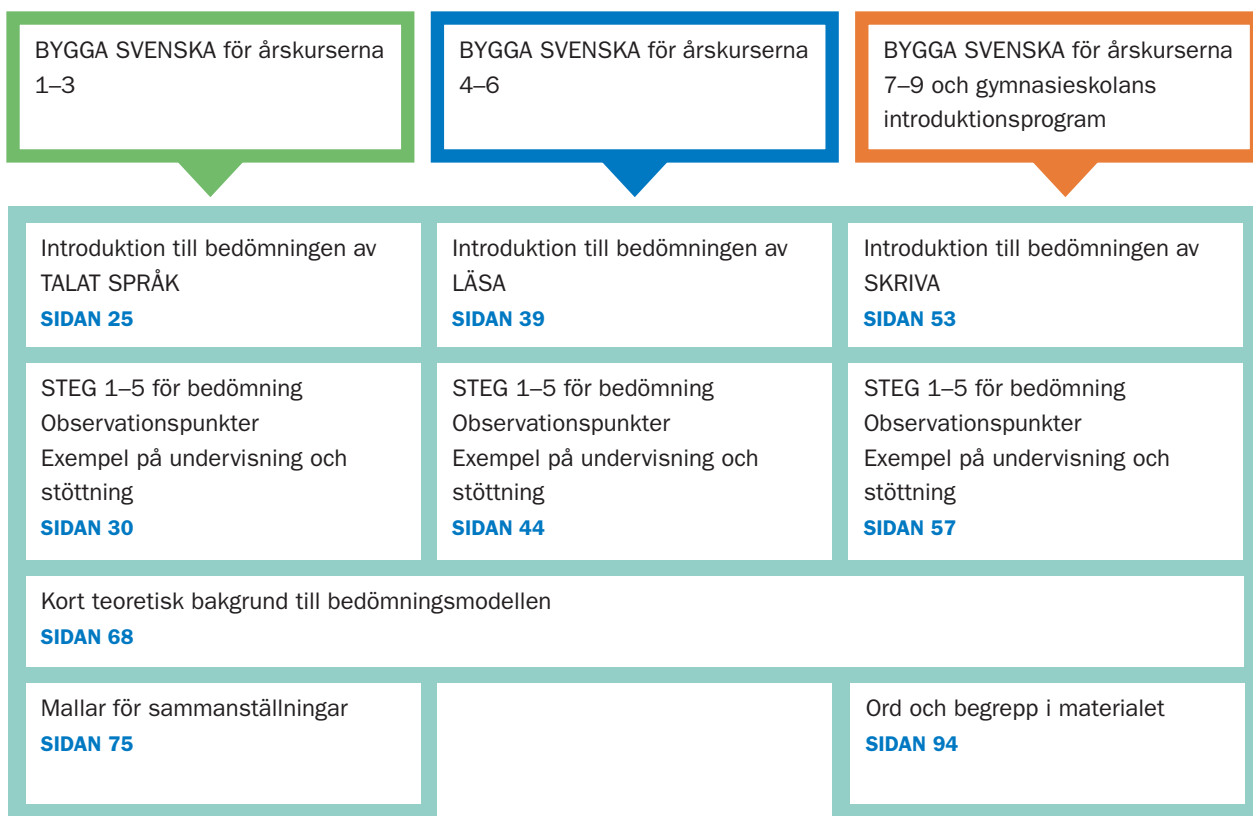 BYGGA SVENSKA för årskurserna
1–3
BYGGA SVENSKA för årskurserna
4–6
BYGGA SVENSKA för årskurserna
7–9 och gymnasieskolans
introduktionsprogram
Introduktion till bedömningen av
TALAT SPRÅK
SIDAN 25
Introduktion till bedömningen av
LÄSA
SIDAN 39
Introduktion till bedömningen av
SKRIVA
SIDAN 53
STEG 1–5 för bedömning
Observationspunkter
Exempel på undervisning och
stöttning
SIDAN 30
STEG 1–5 för bedömning
Observationspunkter
Exempel på undervisning och
stöttning
SIDAN 44
STEG 1–5 för bedömning
Observationspunkter
Exempel på undervisning och
stöttning
SIDAN 57
Kort teoretisk bakgrund till bedömningsmodellen
SIDAN 68
Mallar för sammanställningar
SIDAN 75
Ord och begrepp i materialet
SIDAN 94